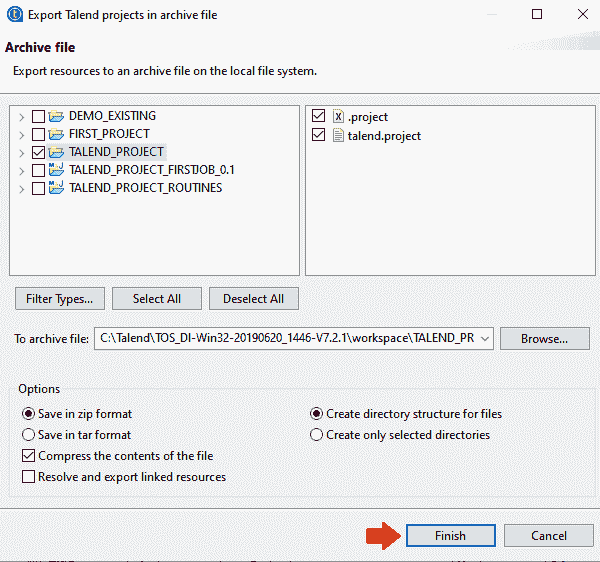 Export Talend projects in archive file
Archive file
Export resources to an archive file on the local file system.
DEMO_EXISTING
FIRST_PROJECT
TALEND_PROJECT
TALEND_PROJECT_FIRSTJOB_0.1
TALEND_PROJECT_ROUTINES
.project
talend.project
Filter Types...
Select All
Deselect All
To archive file:
C:\Talend\TOS_DI-Win32-20190620_1446-V7.2.1\workspace\TALEND_PR
Browse...
Options
Save in zip format
Create directory structure for files
Save in tar format
Create only selected directories
Compress the contents of the file
Resolve and export linked resources
Finish
Cancel